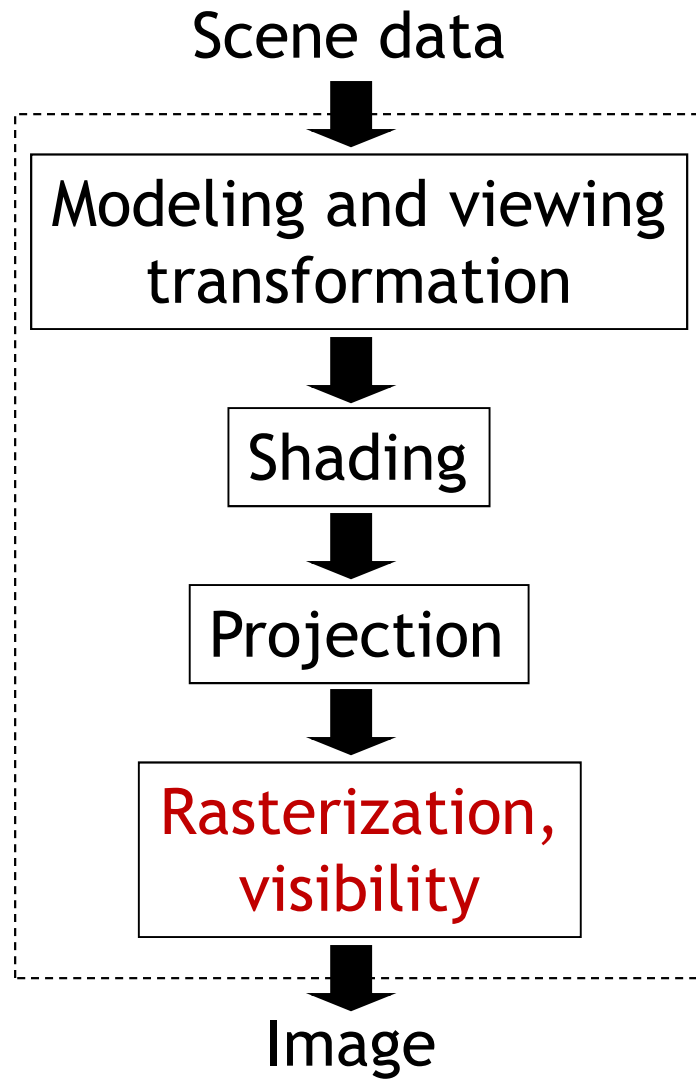 Scene data
Modeling and viewing
transformation
Shading
Projection
Rasterization,
visibility
Image